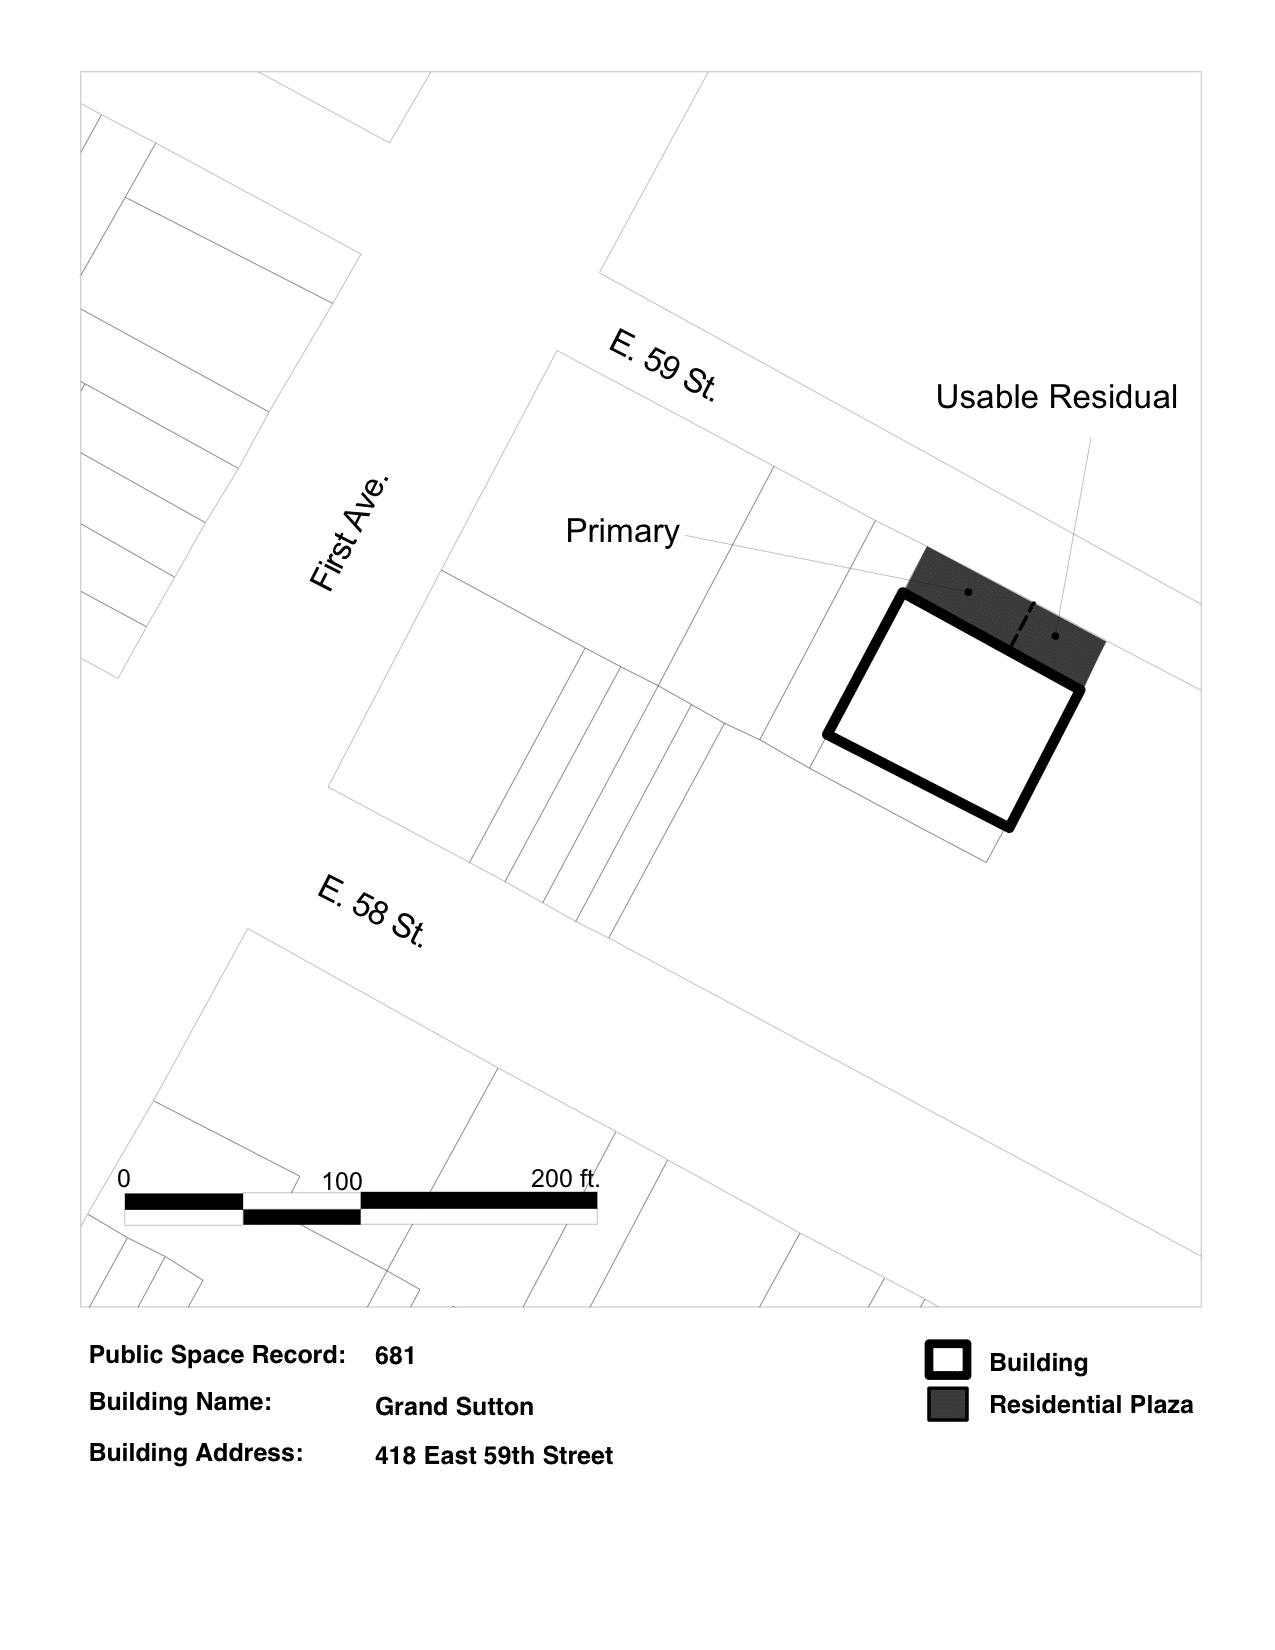 E. 59 St.
Usable Residual
First Ave.
Primary
E. 58 St.
0 100 200 ft.
Public Space Record: 681
Building Name: Grand Sutton
Building Address: 418 East 59th Street
Building
Residential Plaza